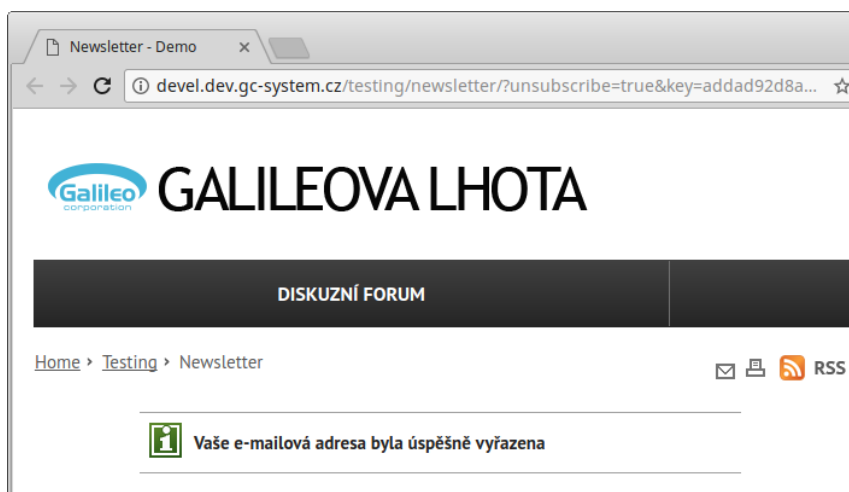 Newsletter - Demo
devel.dev.gc-system.cz/testing/newsletter/?unsubscribe=true&key=addad92d8a...
Galileo
corporation
GALILEOVA LHOTA
DISKUZNÍ FORUM
Home › Testing › Newsletter
RSS
Vaše e-mailová adresa byla úspěšně vyřazena